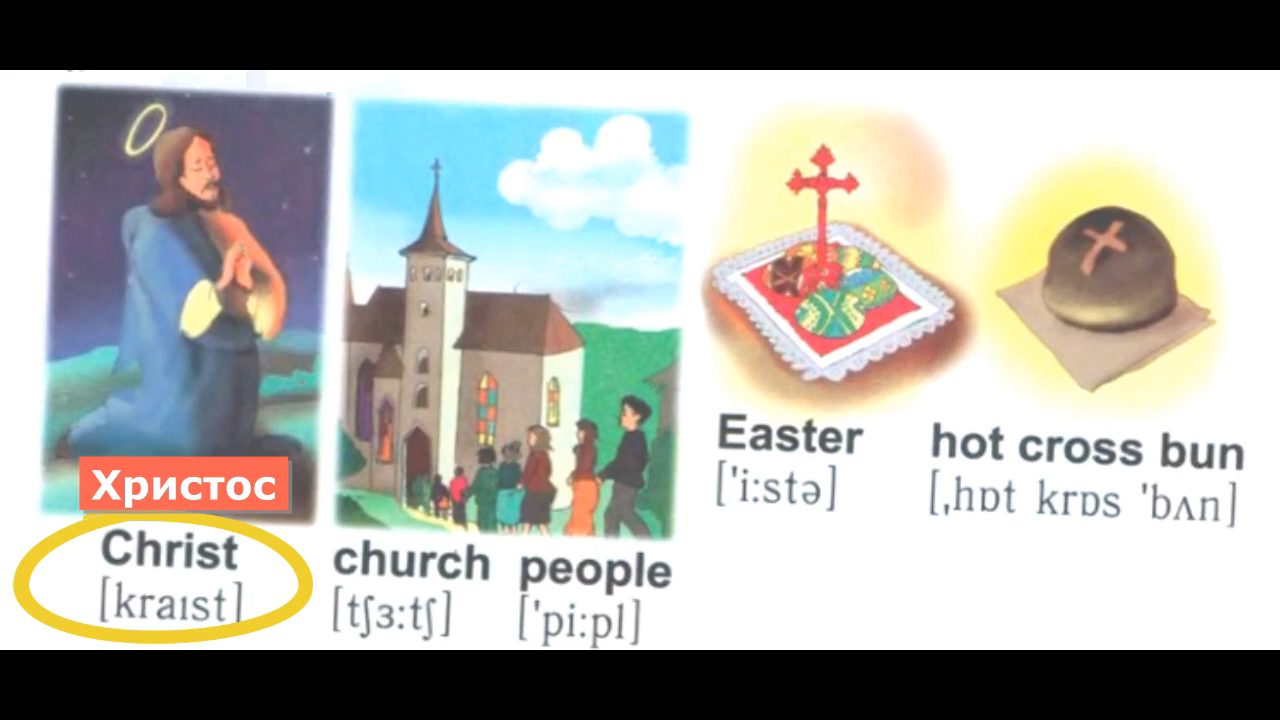 Христос
Christ
[kraɪst]
church people
[tʃɜ:tʃ] ['pi:pl]
Easter
['i:stə]
hot cross bun
[ˌhɒt krɒs 'bʌn]